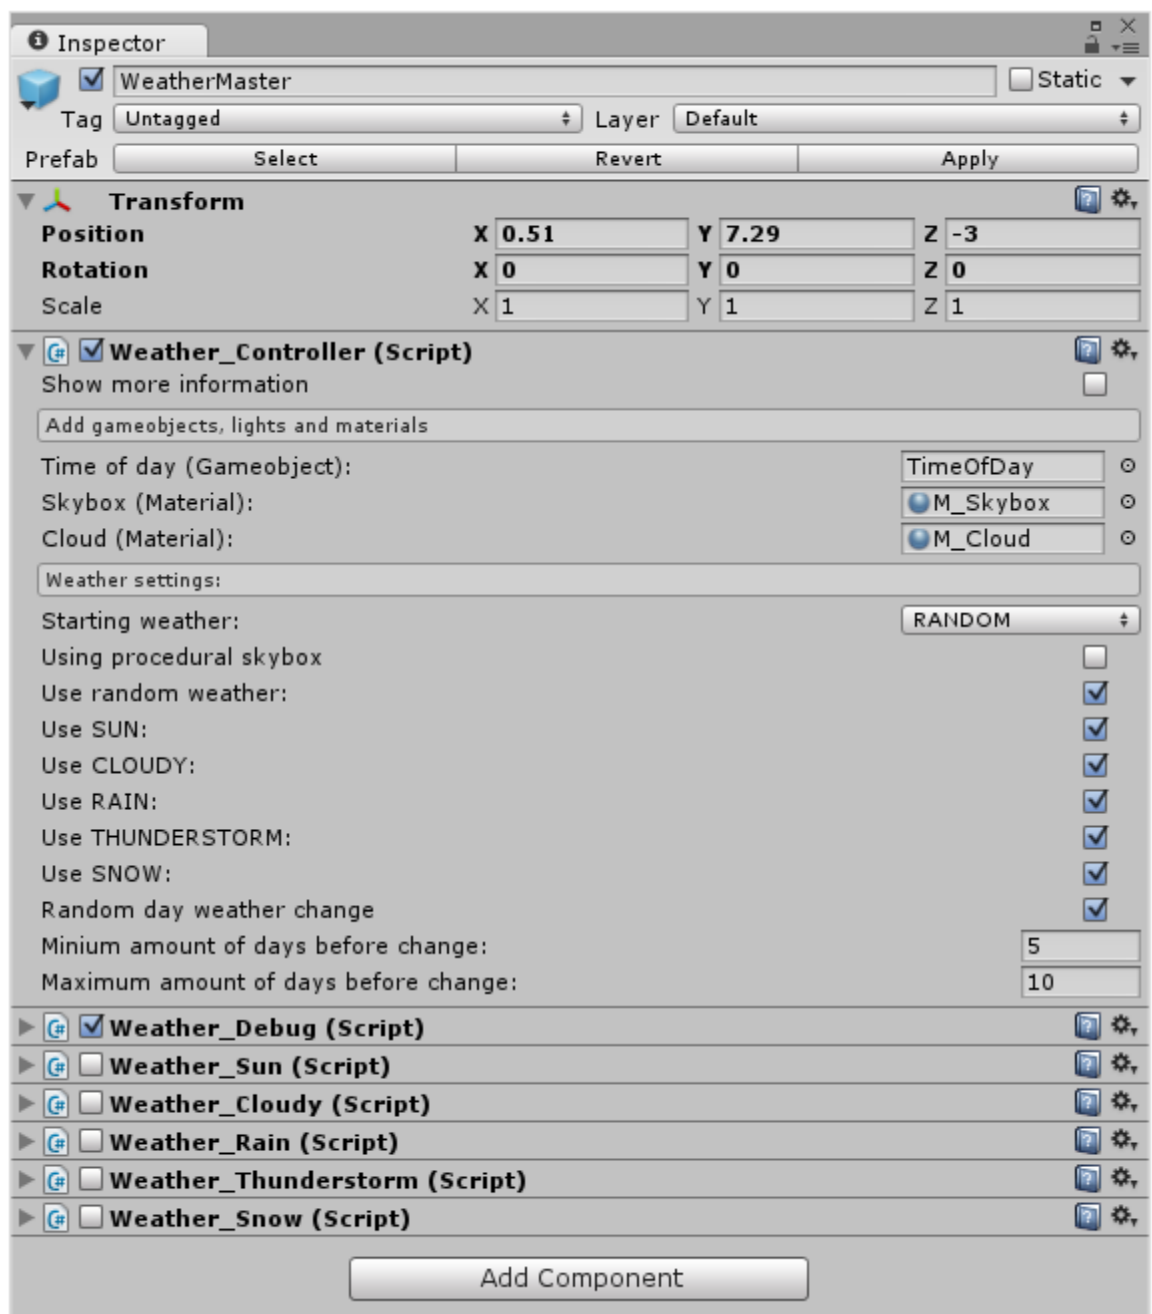 Inspector
WeatherMaster Static
Tag Untagged Layer Default
Prefab Select Revert Apply
Transform
Position X 0.51 Y 7.29 Z -3
Rotation X 0 Y 0 Z 0
Scale X 1 Y 1 Z 1
Weather_Controller (Script)
Show more information
Add gameobjects, lights and materials
Time of day (Gameobject): TimeOfDay
Skybox (Material): M_Skybox
Cloud (Material): M_Cloud
Weather settings:
Starting weather: RANDOM
Using procedural skybox
Use random weather:
Use SUN:
Use CLOUDY:
Use RAIN:
Use THUNDERSTORM:
Use SNOW:
Random day weather change
Minium amount of days before change: 5
Maximum amount of days before change: 10
Weather_Debug (Script)
Weather_Sun (Script)
Weather_Cloudy (Script)
Weather_Rain (Script)
Weather_Thunderstorm (Script)
Weather_Snow (Script)
Add Component